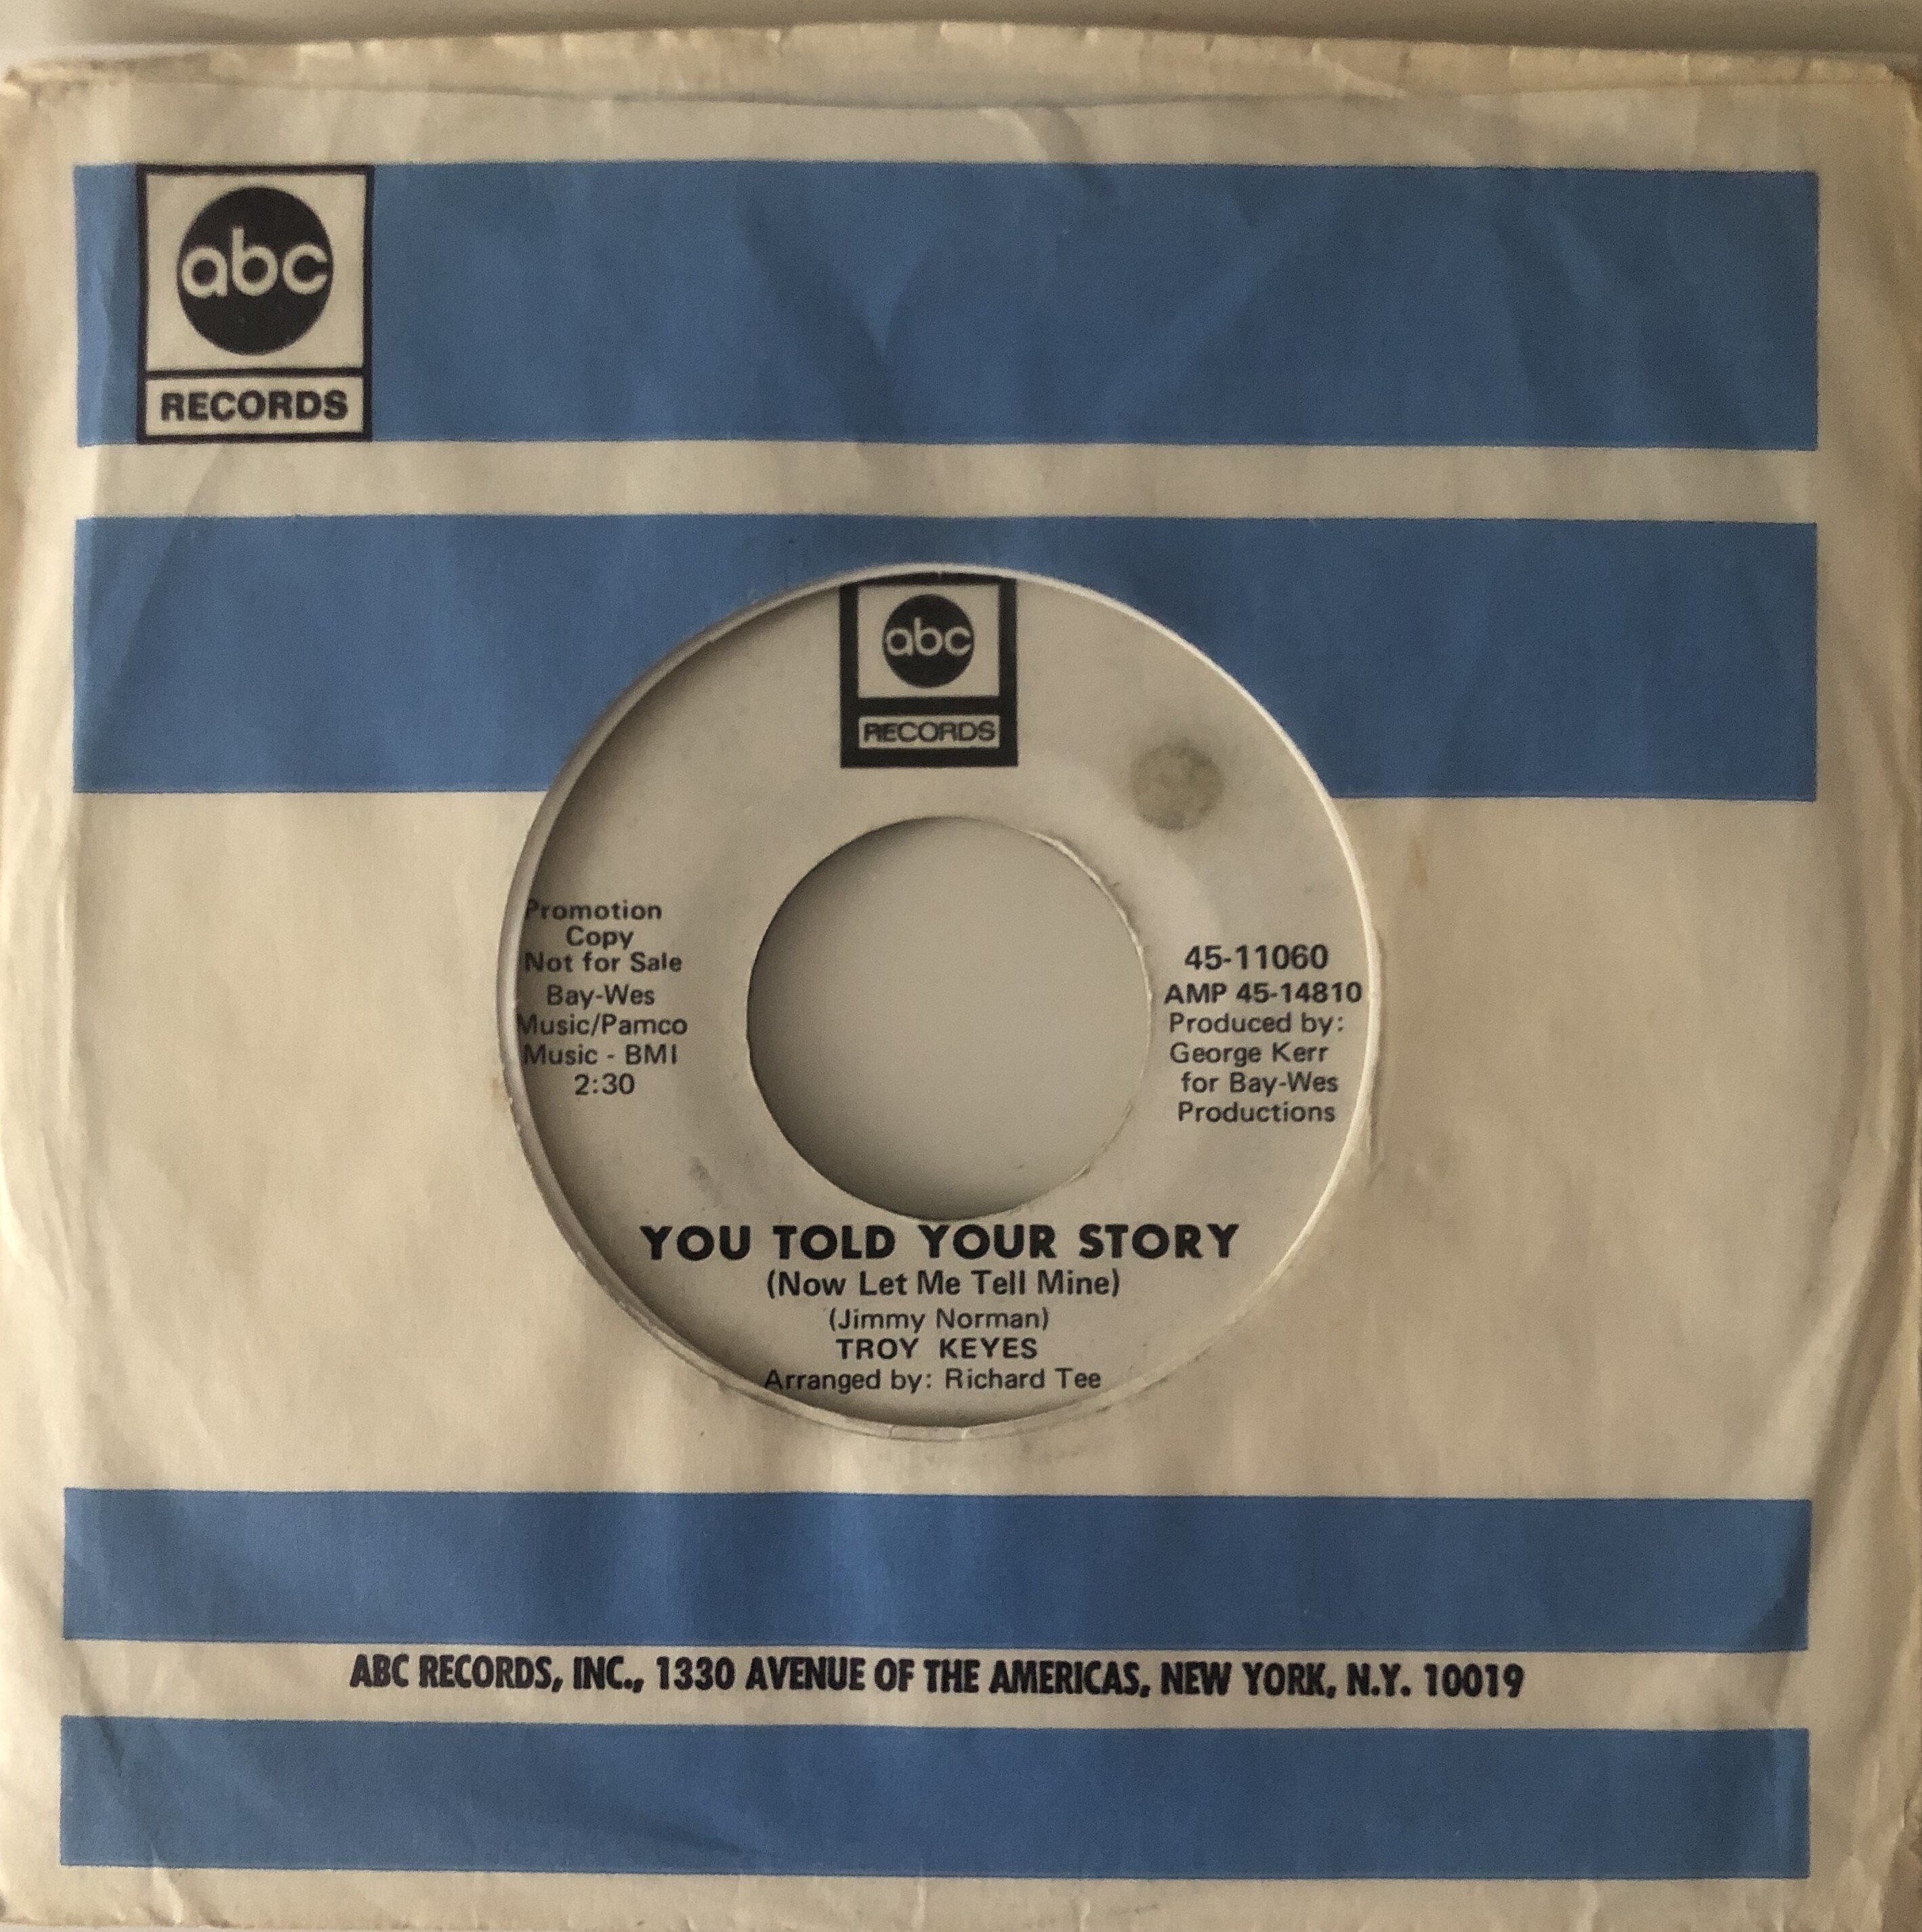 abc
RECORDS
abc
RECORDS
Promotion
Copy
Not for Sale
Bay-Wes
Music/Pamco
Music - BMI
2:30
45-11060
AMP 45-14810
Produced by:
George Kerr
for Bay-Wes
Productions
YOU TOLD YOUR STORY
(Now Let Me Tell Mine)
(Jimmy Norman)
TROY KEYES
Arranged by: Richard Tee
ABC RECORDS, INC., 1330 AVENUE OF THE AMERICAS, NEW YORK, N.Y. 10019